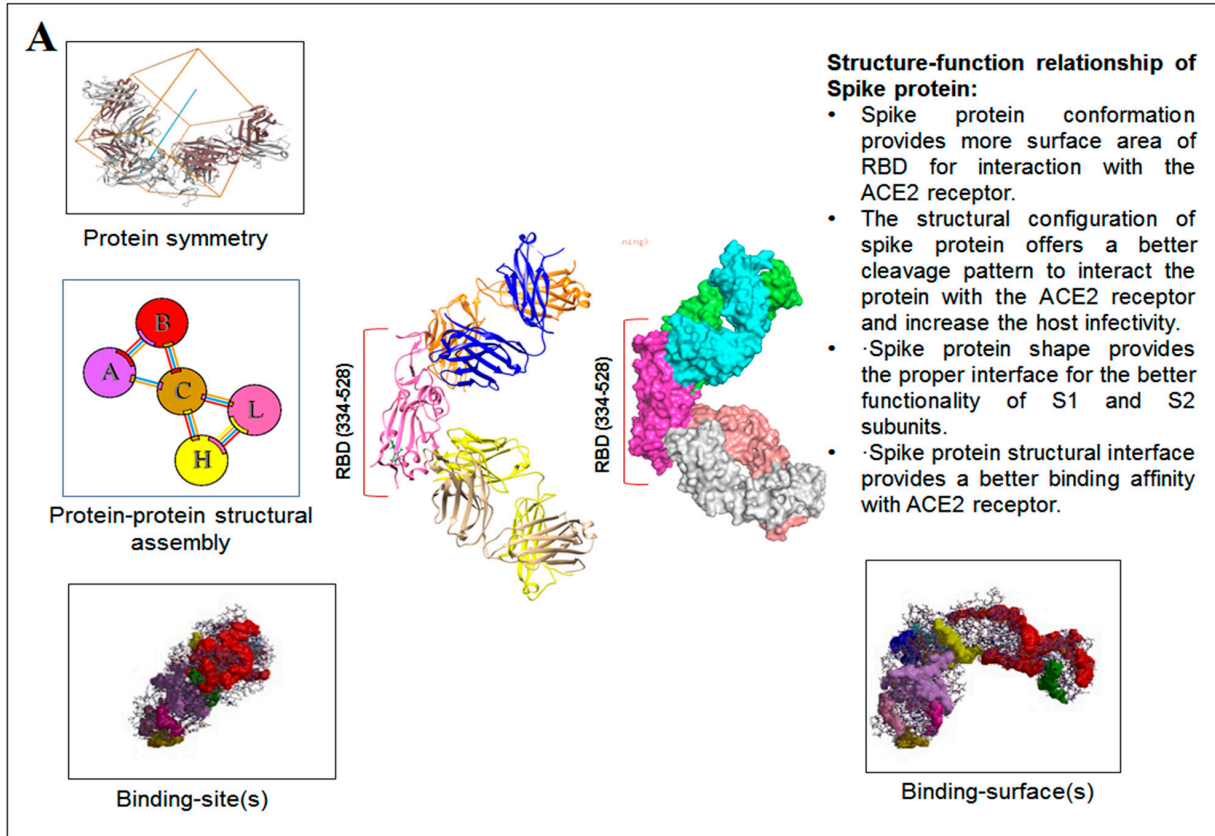 A
Protein symmetry
B
A
C
L
H
Protein-protein structural
assembly
Binding-site(s)
RBD (334-528)
ning)
RBD (334-528)
Structure-function relationship of
Spike protein:
• Spike protein conformation
provides more surface area of
RBD for interaction with the
ACE2 receptor.
• The structural configuration of
spike protein offers a better
cleavage pattern to interact the
protein with the ACE2 receptor
and increase the host infectivity.
• ·Spike protein shape provides
the proper interface for the better
functionality of S1 and S2
subunits.
• ·Spike protein structural interface
provides a better binding affinity
with ACE2 receptor.
Binding-surface(s)